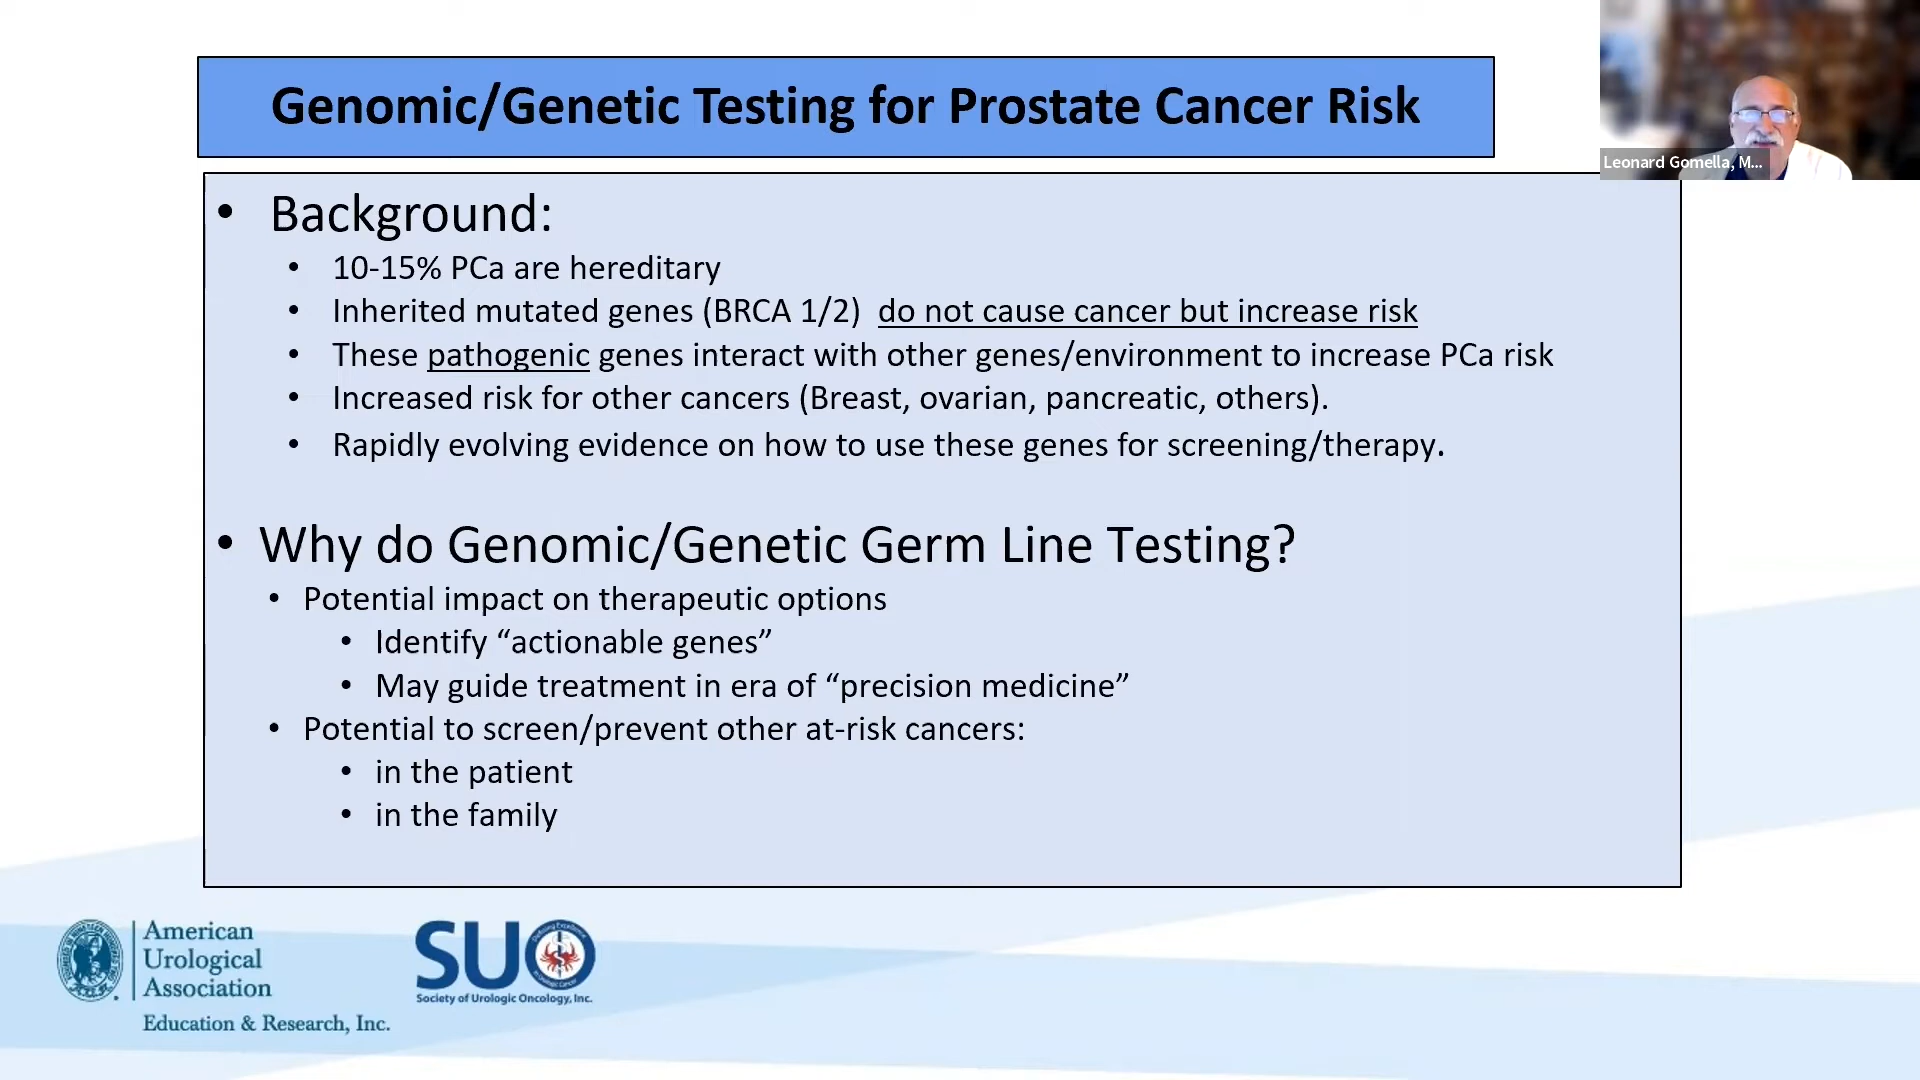 Genomic/Genetic Testing for Prostate Cancer Risk
Leonard Gomella, M...
• Background:
• 10-15% PCa are hereditary
• Inherited mutated genes (BRCA 1/2) do not cause cancer but increase risk
• These pathogenic genes interact with other genes/environment to increase PCa risk
• Increased risk for other cancers (Breast, ovarian, pancreatic, others).
• Rapidly evolving evidence on how to use these genes for screening/therapy.
• Why do Genomic/Genetic Germ Line Testing?
• Potential impact on therapeutic options
• Identify “actionable genes”
• May guide treatment in era of “precision medicine”
• Potential to screen/prevent other at-risk cancers:
• in the patient
• in the family
American
Urological
Association
Education & Research, Inc.
SUO
Society of Urologic Oncology, Inc.